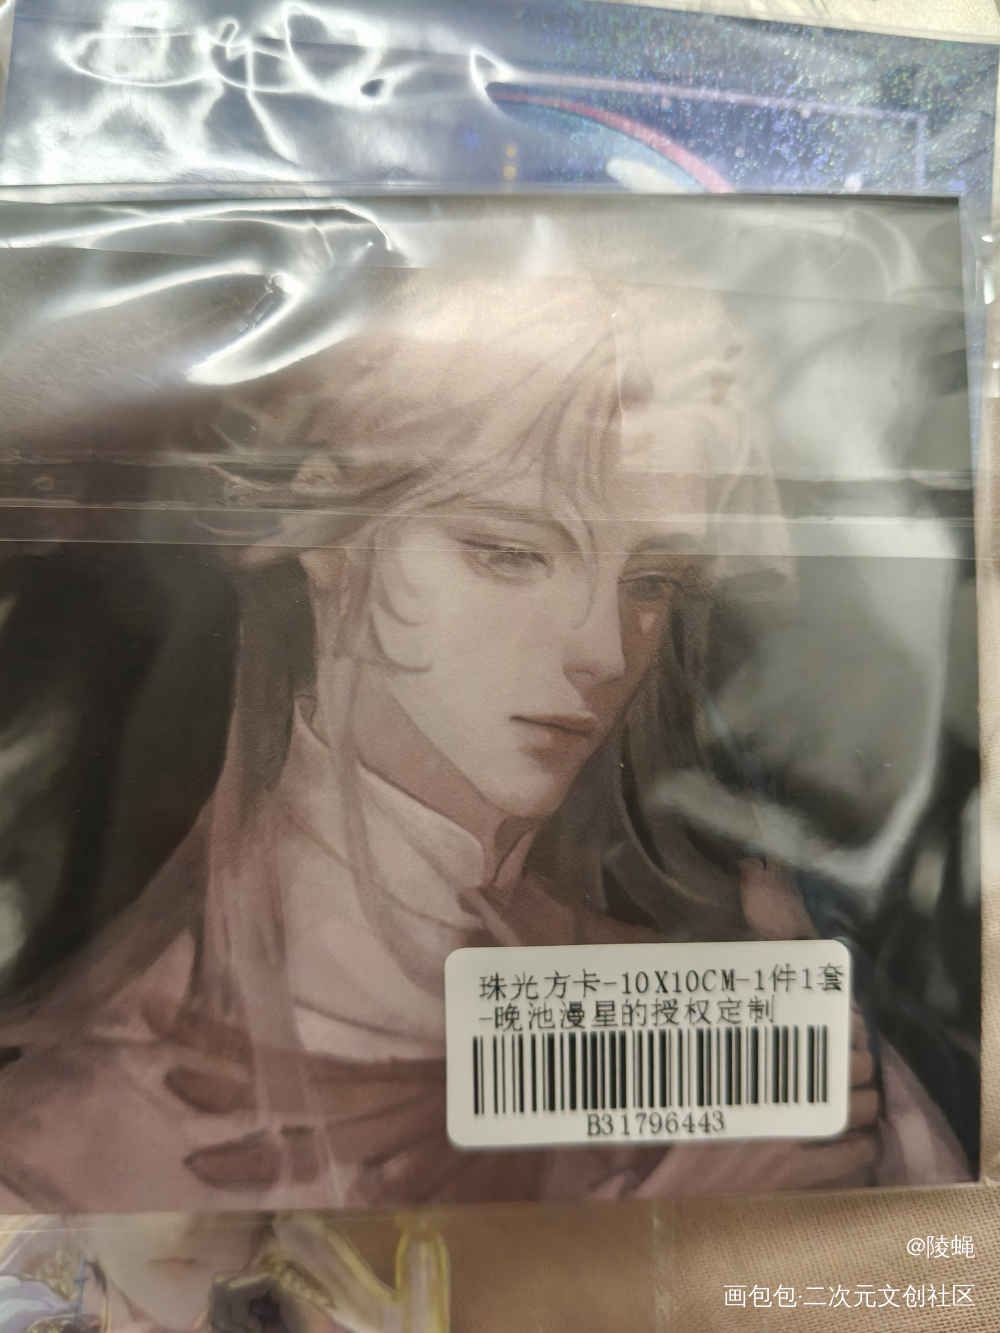 珠光方卡-10X10CM-1件1套
-晚池漫星的授权定制
B31796443
@陵蝇
画包包·二次元文创社区